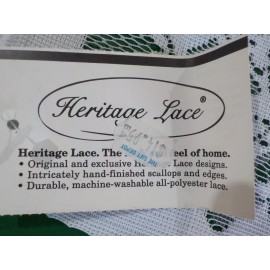 Heritage Lace®
Heritage Lace. The feel of home.
• Original and exclusive Lace designs.
• Intricately hand-finished scallops and edges.
• Durable, machine-washable all-polyester lace.